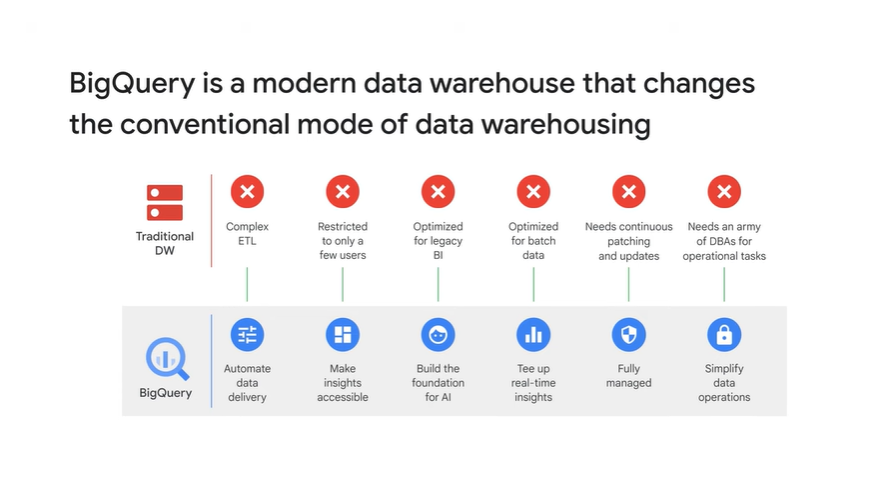 BigQuery is a modern data warehouse that changes
the conventional mode of data warehousing
Traditional
DW
Complex
ETL
Restricted
to only a
few users
Optimized
for legacy
BI
Optimized
for batch
data
Needs continuous
patching
and updates
Needs an army
of DBAs for
operational tasks
BigQuery
Automate
data
delivery
Make
insights
accessible
Build the
foundation
for AI
Tee up
real-time
insights
Fully
managed
Simplify
data
operations